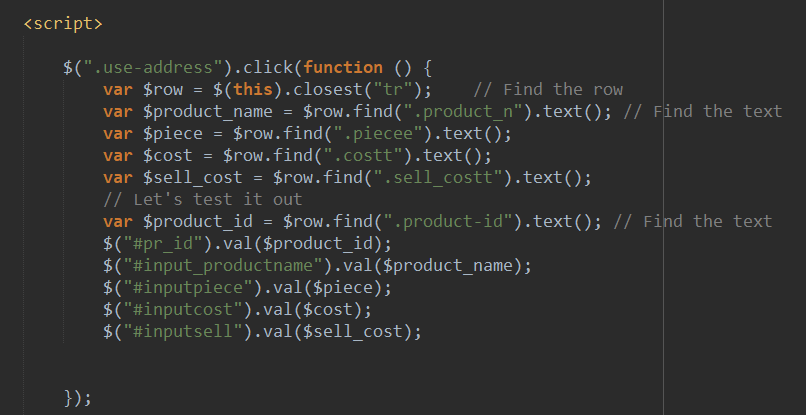 <script>
$(".use-address").click(function () {
var $row = $(this).closest("tr");    // Find the row
var $product_name = $row.find(".product_n").text(); // Find the text
var $piece = $row.find(".piecee").text();
var $cost = $row.find(".costt").text();
var $sell_cost = $row.find(".sell_costt").text();
// Let's test it out
var $product_id = $row.find(".product-id").text(); // Find the text
$("#pr_id").val($product_id);
$("#input_productname").val($product_name);
$("#inputpiece").val($piece);
$("#inputcost").val($cost);
$("#inputsell").val($sell_cost);
});